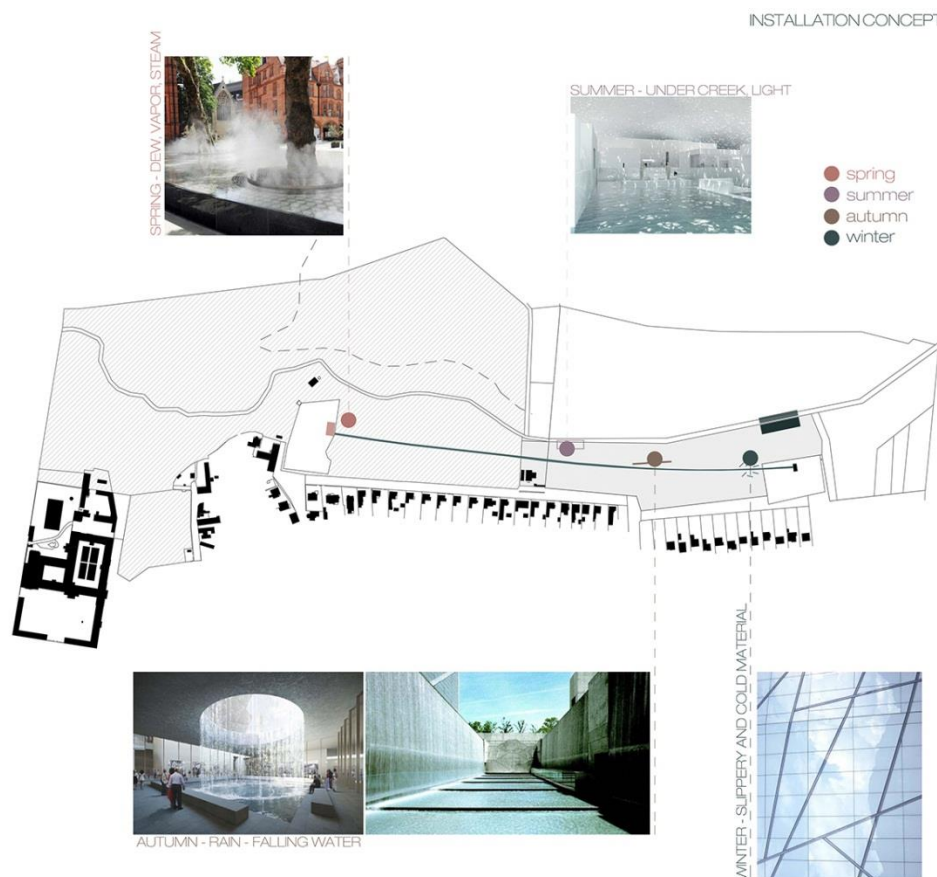 INSTALLATION CONCEPT
SPRING - DEW, VAPOR, STEAM
SUMMER - UNDER CREEK, LIGHT
spring
summer
autumn
winter
AUTUMN - RAIN - FALLING WATER
WINTER - SLIPPERY AND COLD MATERIAL